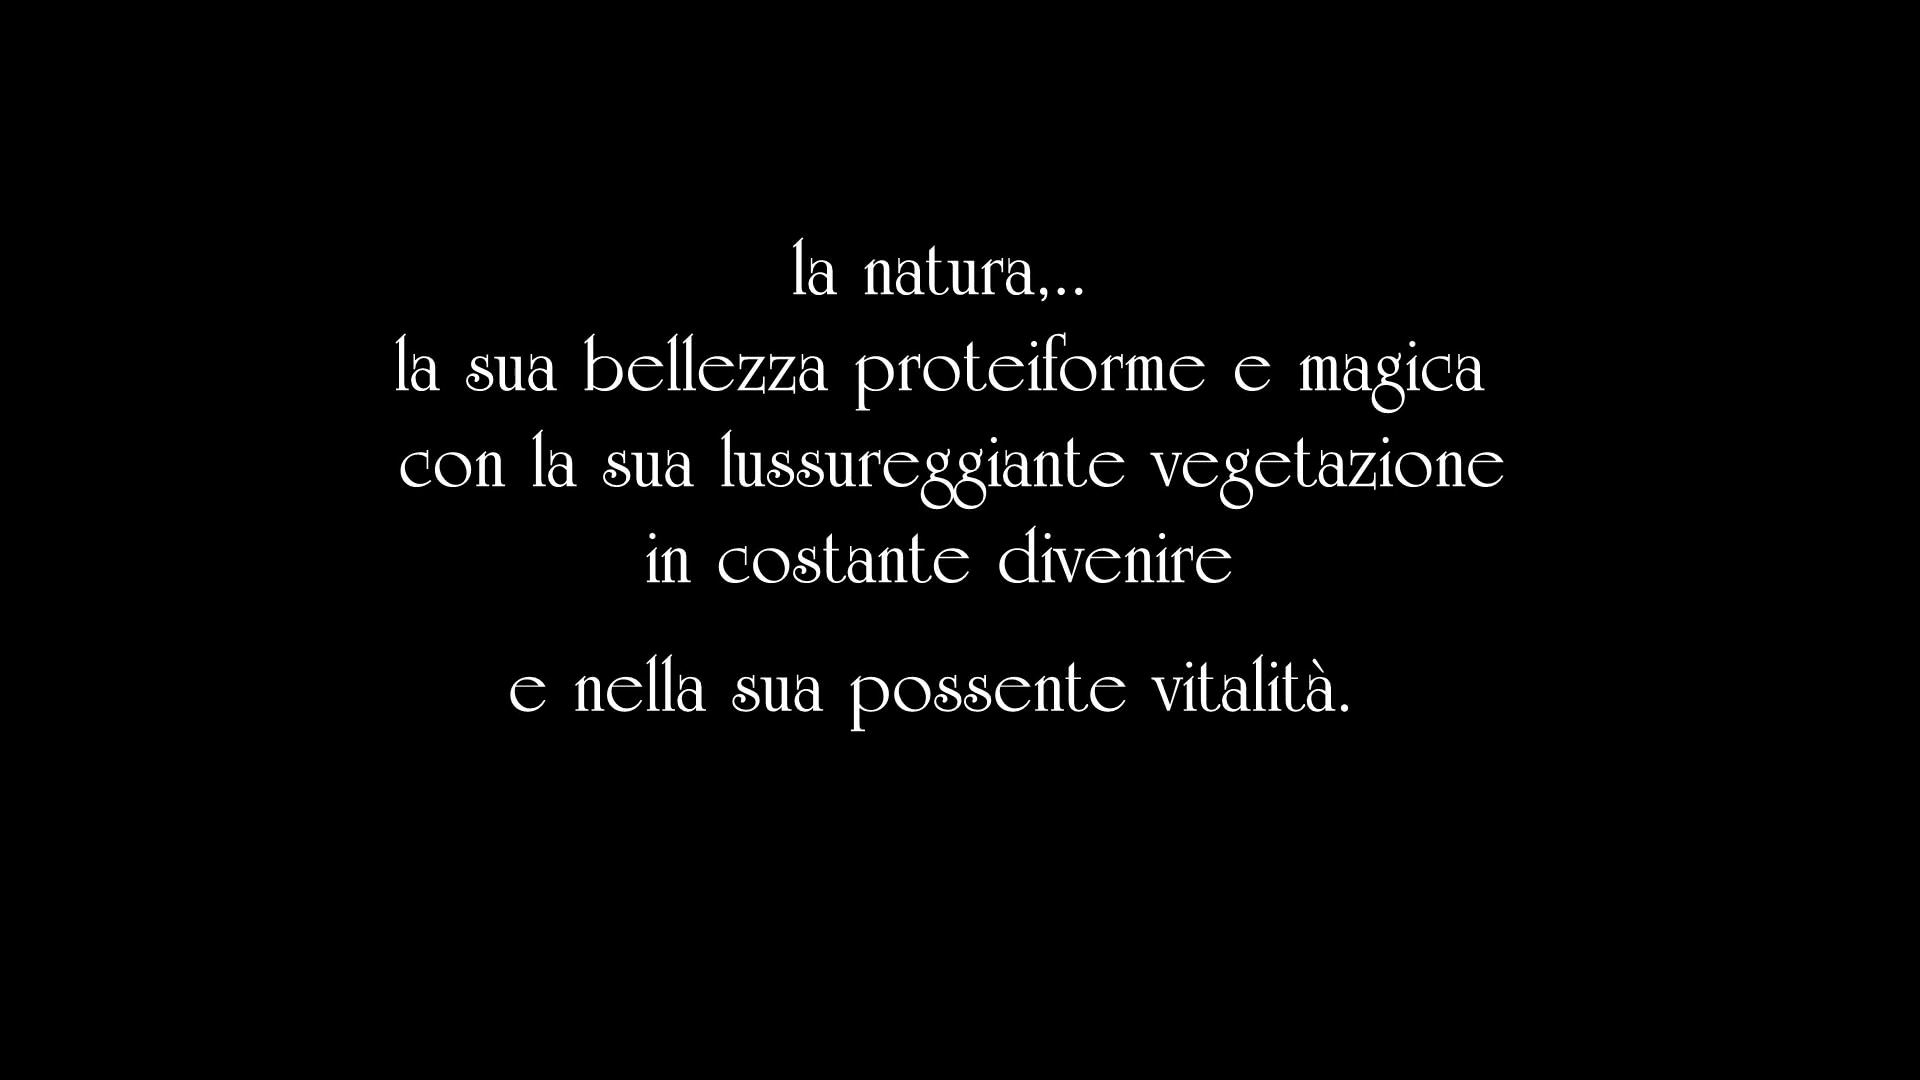 la natura,..
la sua bellezza proteiforme e magica
con la sua lussureggiante vegetazione
in costante divenire
e nella sua possente vitalità.